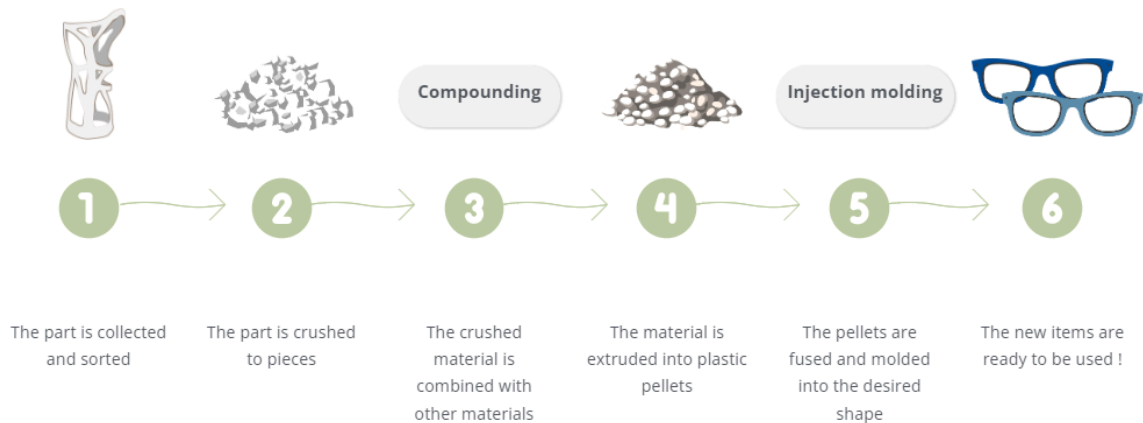 Compounding
Injection molding
1
2
3
4
5
6
The part is collected
and sorted
The part is crushed
to pieces
The crushed
material is
combined with
other materials
The material is
extruded into plastic
pellets
The pellets are
fused and molded
into the desired
shape
The new items are
ready to be used !